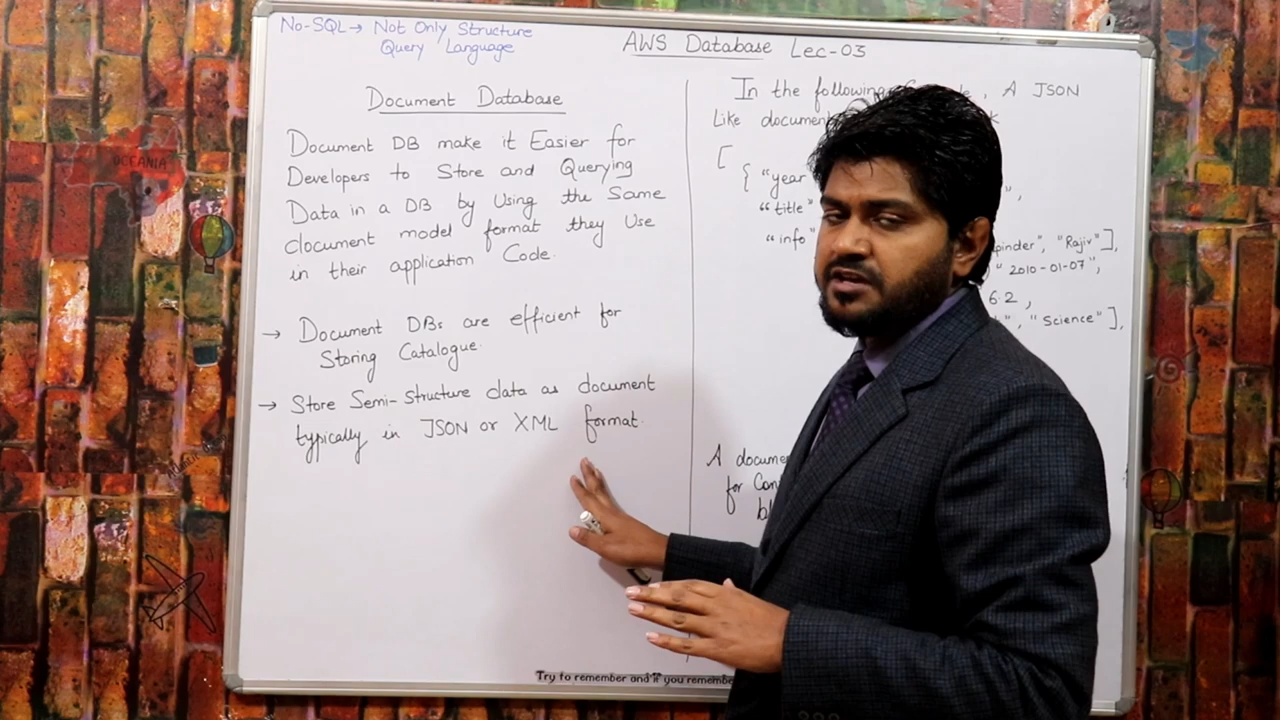 No-SQL → Not Only Structure
Query Language
AWS Database Lec-03
Document Database
Document DB make it Easier for
Developers to Store and Querying
Data in a DB by Using the Same
document model format they Use
in their application Code.
→ Document DBs are efficient for
Storing Catalogue.
→ Store Semi-Structure data as document
typically in JSON or XML format.
In the following , A JSON
Like document
[
{ "year
"title"
"info"
"Rajiv"],
"2010-01-07",
6.2 ,
", "Science"],
A
for
OCEANIA
Try to remember and if you